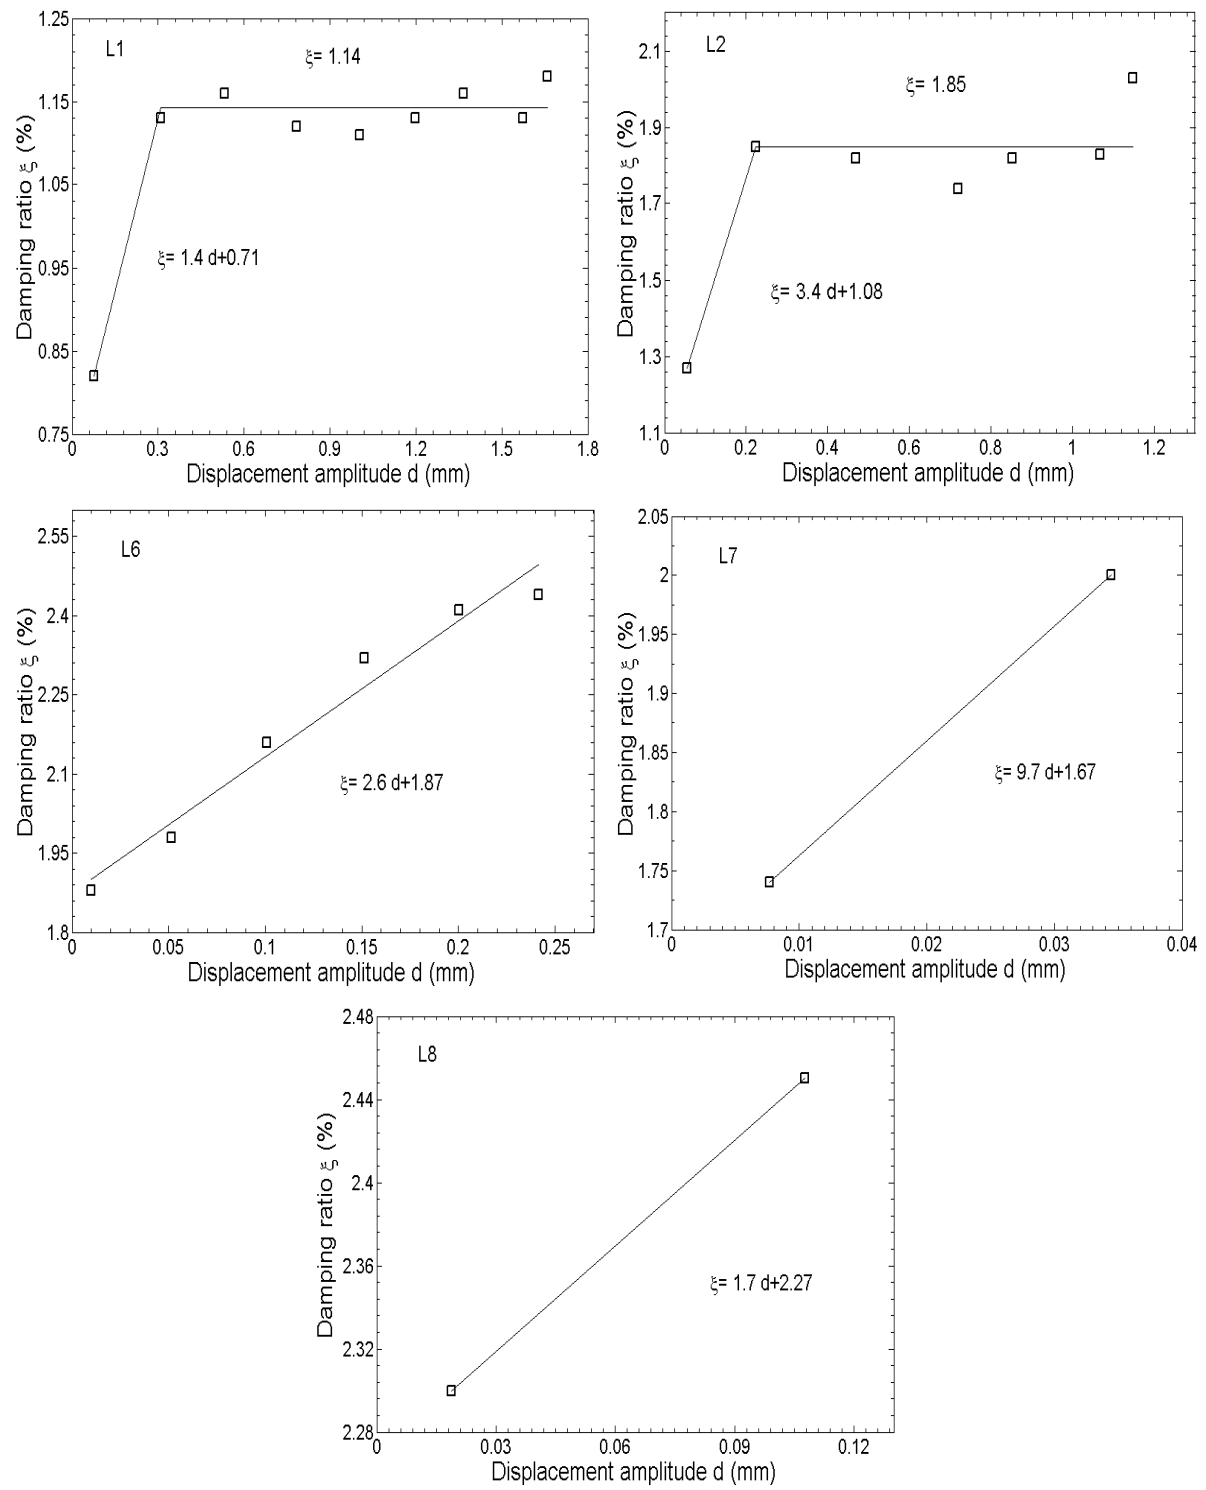 L1
ξ= 1.14
ξ= 1.4 d+0.71
Damping ratio ξ (%)
1.25
1.15
1.05
0.95
0.85
0.75
0 0.3 0.6 0.9 1.2 1.5 1.8
Displacement amplitude d (mm)
L2
ξ= 1.85
ξ= 3.4 d+1.08
Damping ratio ξ (%)
2.1
1.9
1.7
1.5
1.3
1.1
0 0.2 0.4 0.6 0.8 1 1.2
Displacement amplitude d (mm)
L6
ξ= 2.6 d+1.87
Damping ratio ξ (%)
2.55
2.4
2.25
2.1
1.95
1.8
0 0.05 0.1 0.15 0.2 0.25
Displacement amplitude d (mm)
L7
ξ= 9.7 d+1.67
Damping ratio ξ (%)
2.05
2
1.95
1.9
1.85
1.8
1.75
1.7
0 0.01 0.02 0.03 0.04
Displacement amplitude d (mm)
L8
ξ= 1.7 d+2.27
Damping ratio ξ (%)
2.48
2.44
2.4
2.36
2.32
2.28
0 0.03 0.06 0.09 0.12
Displacement amplitude d (mm)